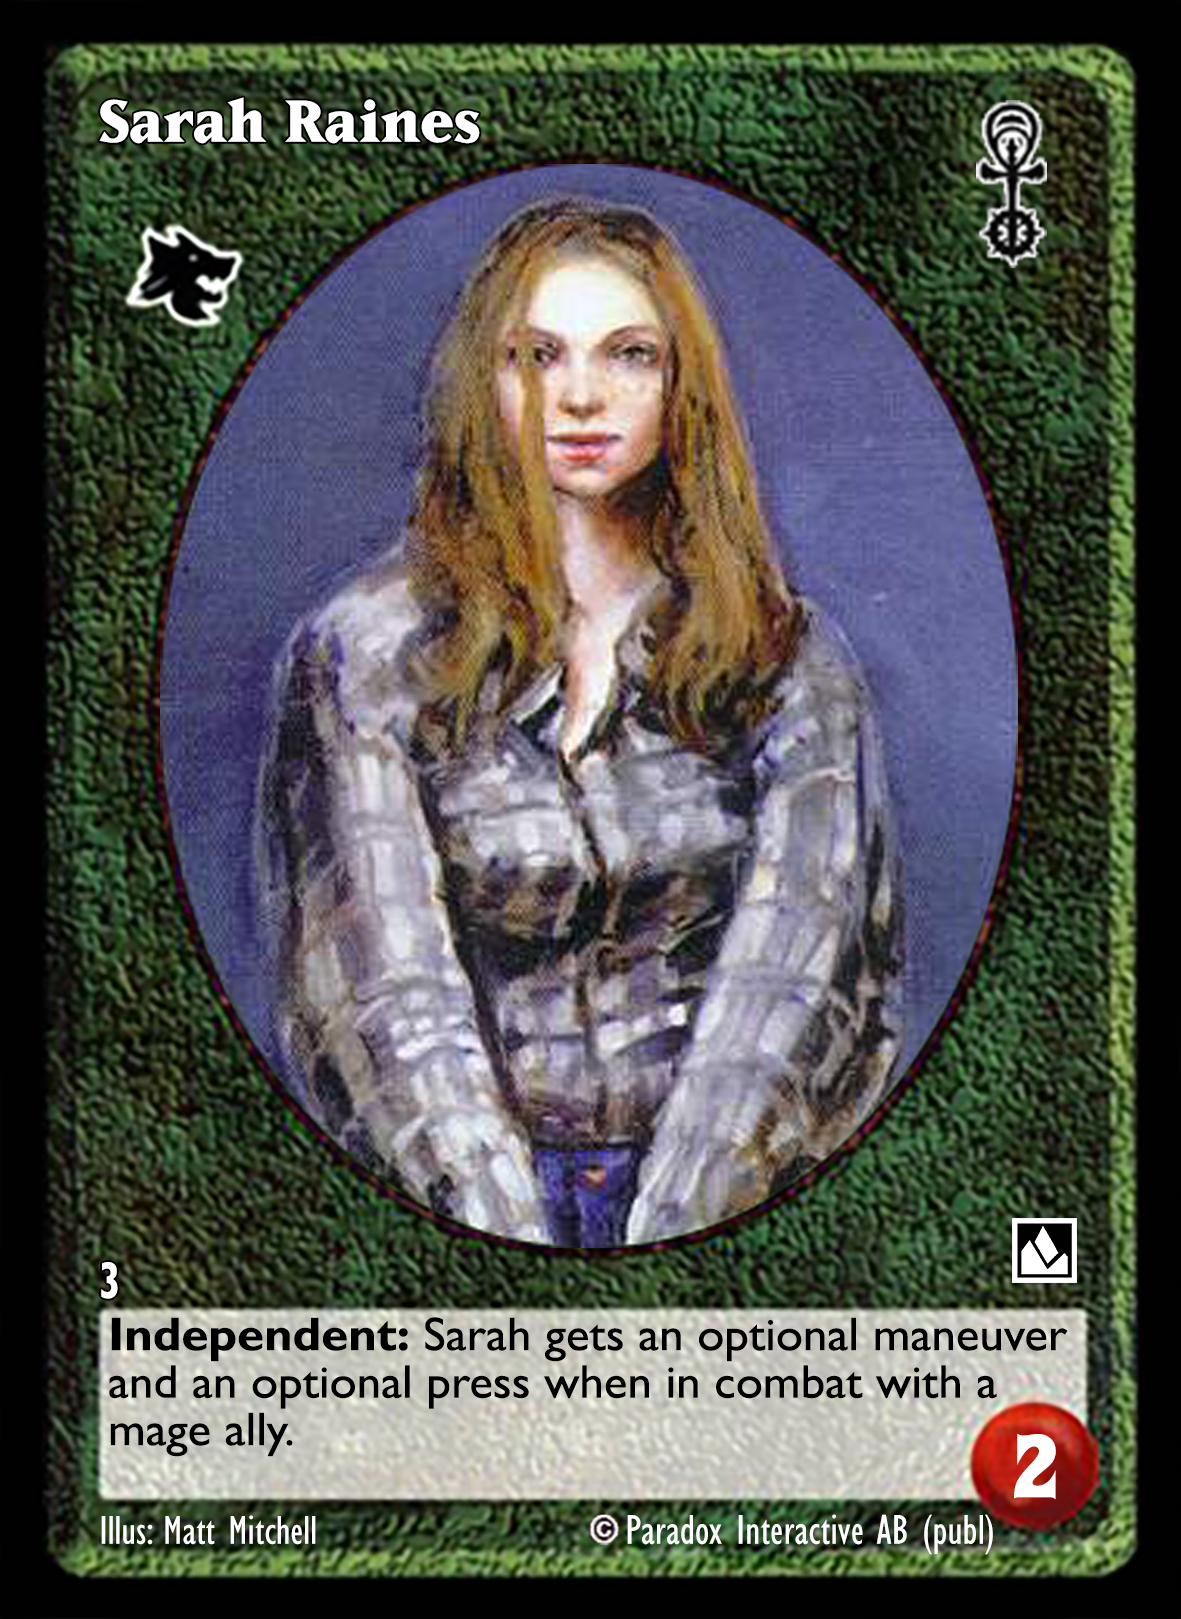 Sarah Raines
3
Independent: Sarah gets an optional maneuver
and an optional press when in combat with a
mage ally.
2
Illus: Matt Mitchell
© Paradox Interactive AB (publ)